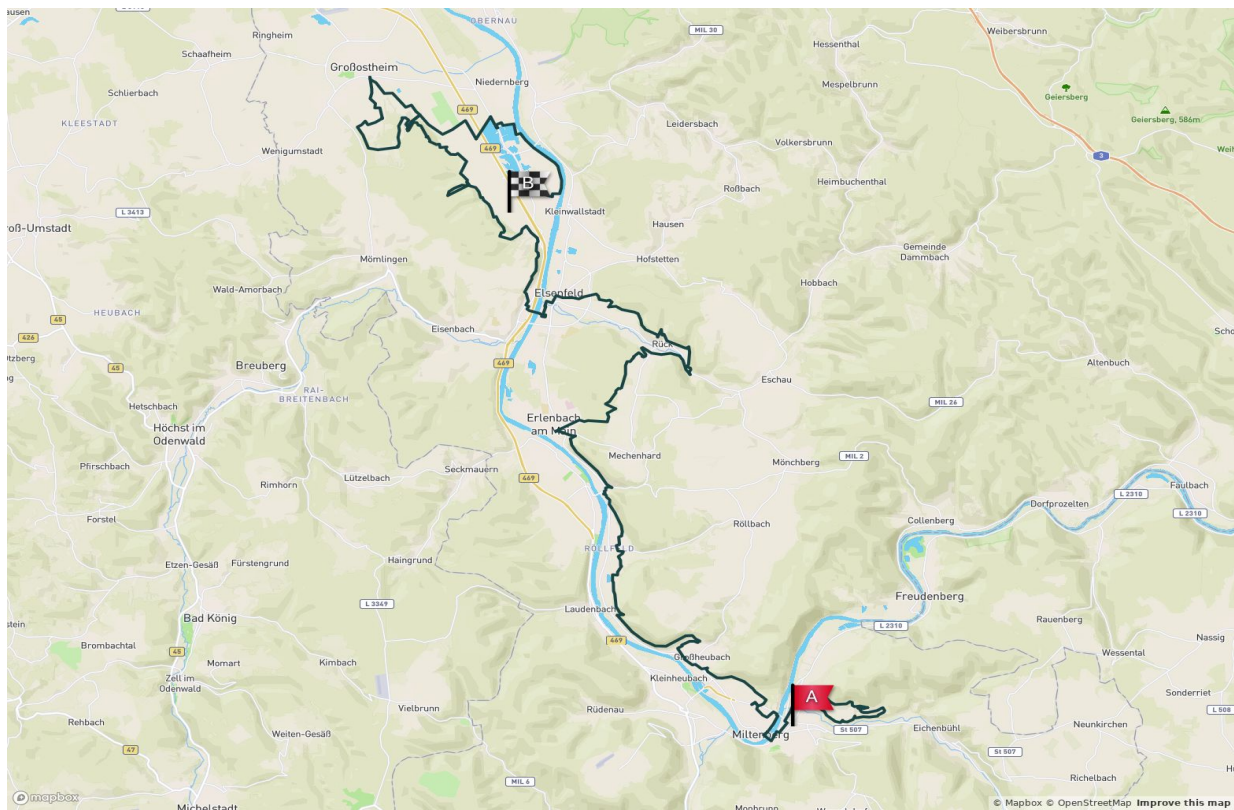 OBERNAU
Ringheim
MIL 30
Hessenthal
Weibersbrunn
Schaafheim
Großostheim
Niedernberg
Mespelbrunn
Geiersberg
Schlierbach
469
Geiersberg, 586m
KLEESTADT
Leidersbach
Volkersbrunn
Wenigumstadt
469
3
B
Roßbach
Heimbuchenthal
L 3413
Kleinwallstadt
Hausen
Gemeinde
Dammbach
Mömlingen
Hofstetten
Hobbach
Wald-Amorbach
Elsenfeld
HEUBACH
45
426
Eisenbach
Rück
469
Altenbuch
Breuberg
45
RAI-
BREITENBACH
Eschau
Hetschbach
MIL 26
Höchst im
Odenwald
Erlenbach
am Main
Mechenhard
MIL 2
Pfirschbach
Seckmauern
469
Mönchberg
Rimhorn
Lützelbach
Faulbach
L 2310
Dorfprozelten
L 2310
Forstel
Röllbach
Collenberg
Etzen-Gesäß
Fürstengrund
Haingrund
RÖLLFELD
L 3349
Laudenbach
Freudenberg
Bad König
L 2310
Rauenberg
Nassig
Brombachtal
45
Momart
Kimbach
469
Großheubach
Wessental
Zell im
Odenwald
Kleinheubach
A
Sonderriet
Vielbrunn
Rüdenau
L 508
Rehbach
Weiten-Gesäß
Miltenberg
St 507
Eichenbühl
Neunkirchen
47
St 507
MIL 6
Richelbach
mapbox
Michelstadt
© Mapbox © OpenStreetMap Improve this map